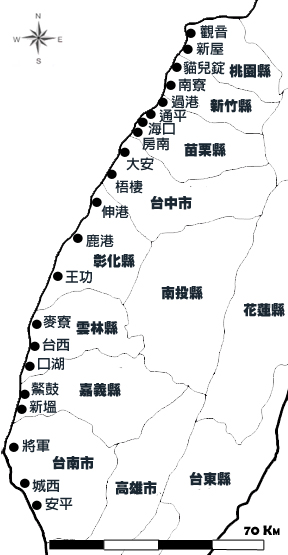 N
W E
S
觀音
新屋
貓兒錠
桃園縣
南寮
過港
新竹縣
通平
海口
房南
苗栗縣
大安
梧棲
台中市
伸港
鹿港
彰化縣
王功
南投縣
花蓮縣
麥寮
雲林縣
台西
口湖
嘉義縣
鰲鼓
新塭
將軍
台南市
城西
台東縣
高雄市
安平
70 KM